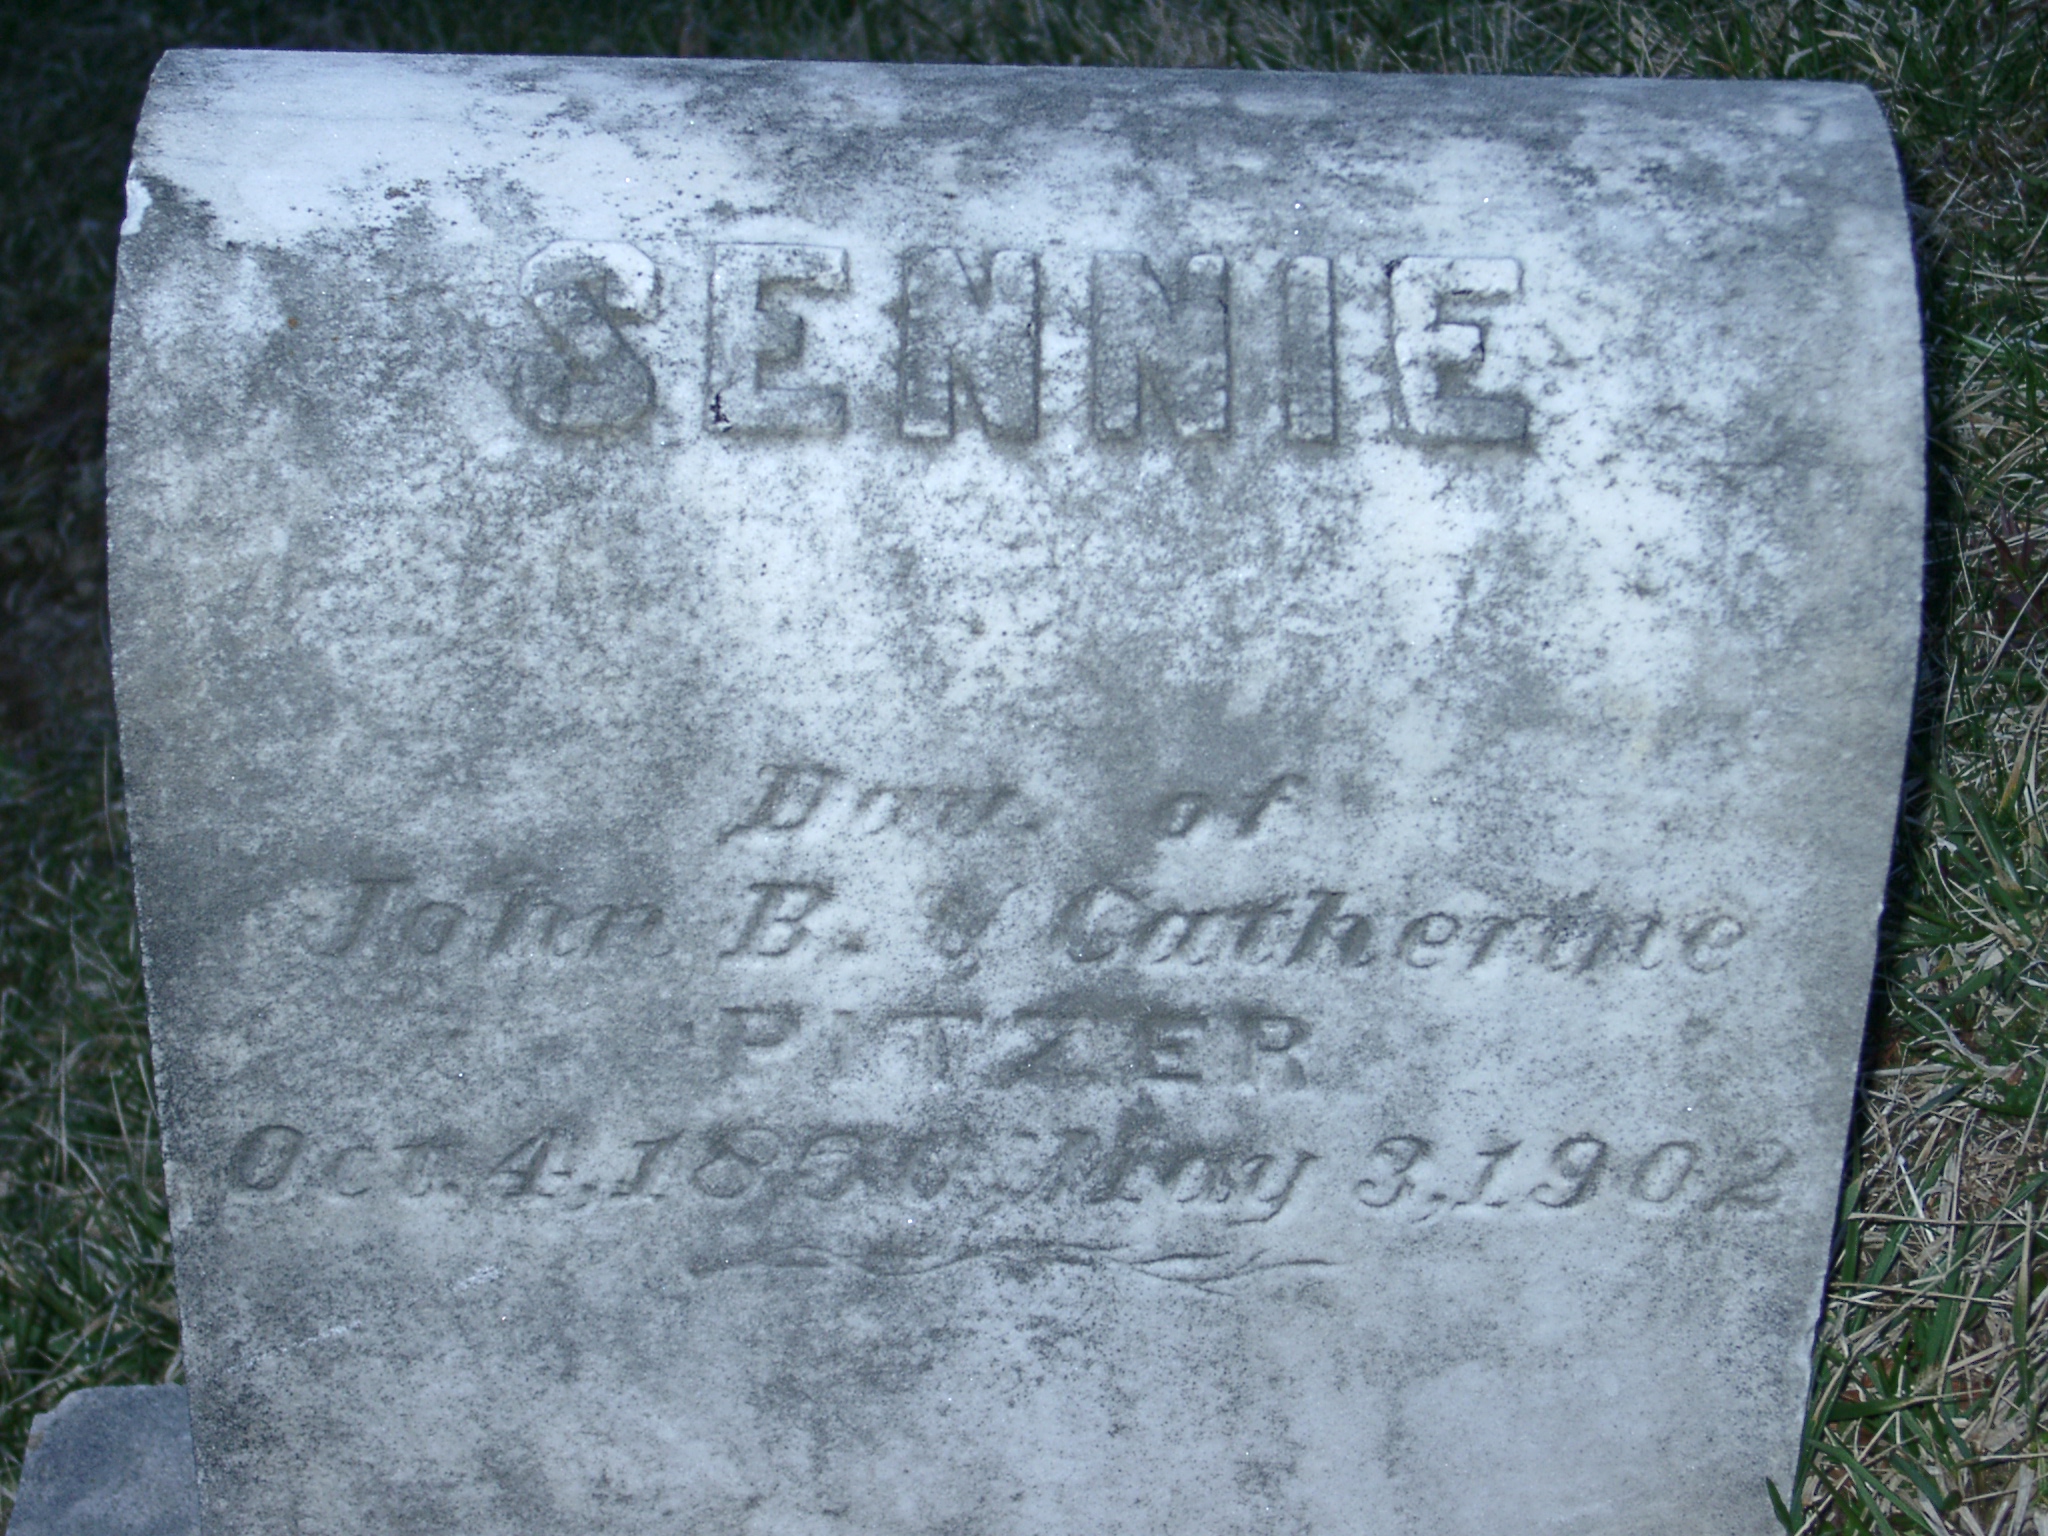 SENNIE
Dau. of
John B. & Catherine
PITZER
Oct. 4, May 3, 1902